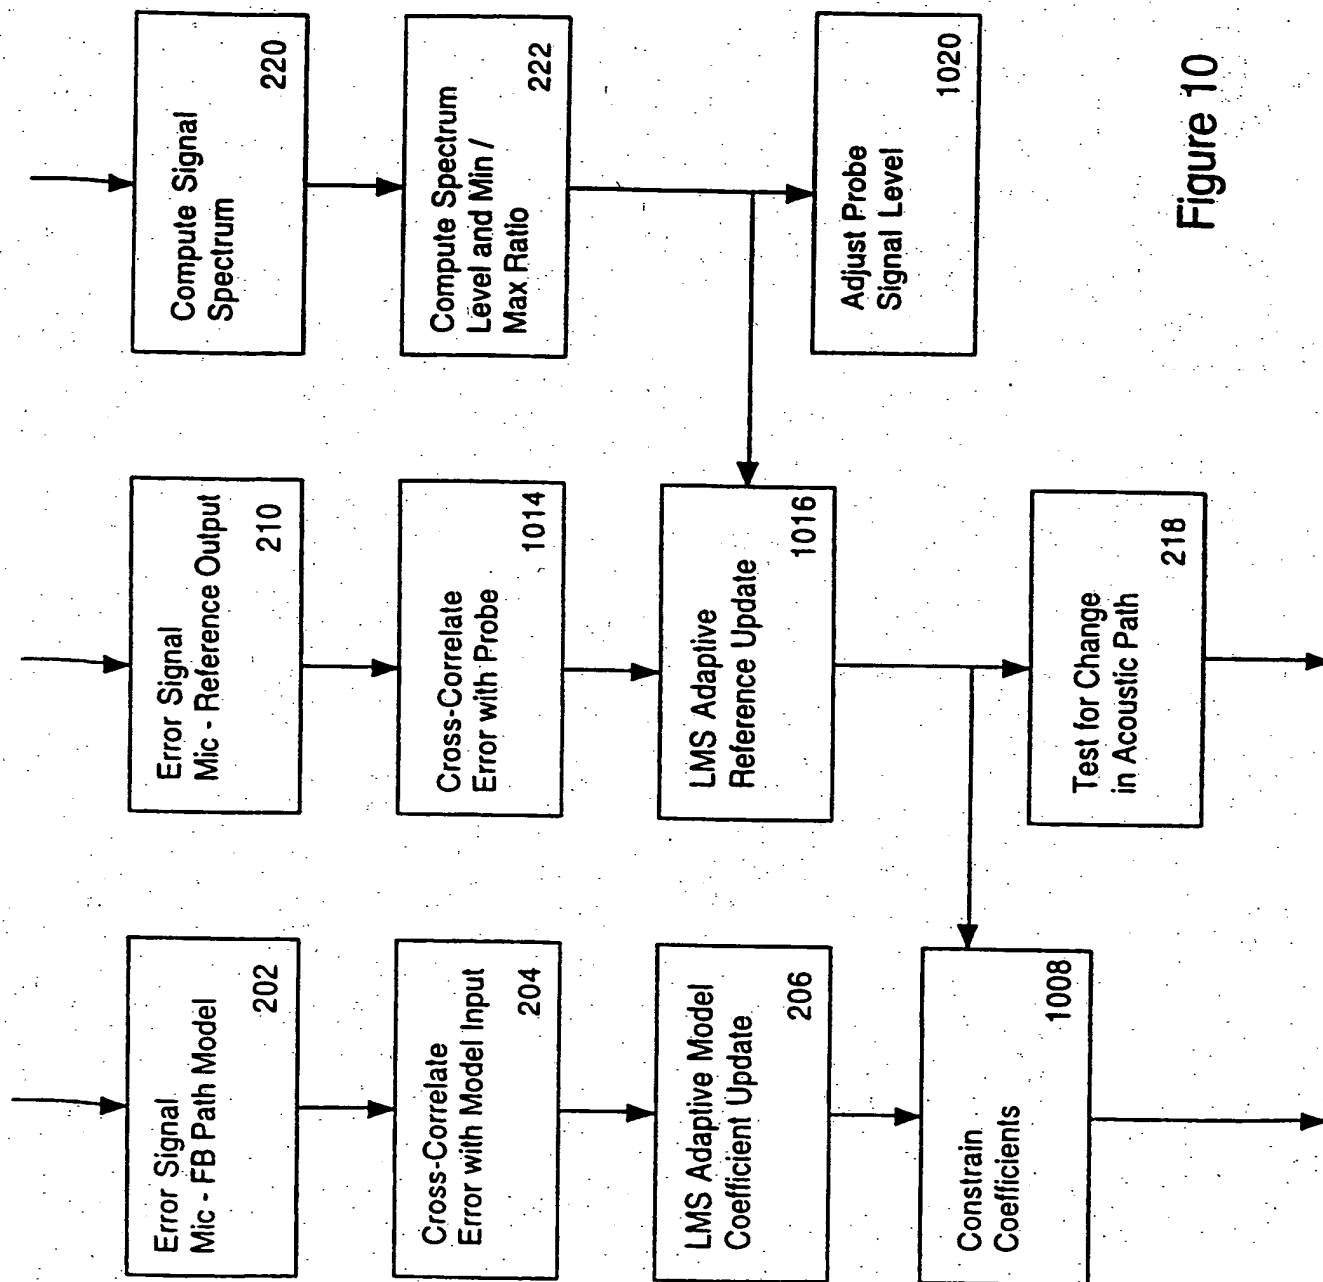 Error Signal
Mic - FB Path Model
202
Cross-Correlate
Error with Model Input
204
LMS Adaptive Model
Coefficient Update
206
Constrain
Coefficients
1008
Error Signal
Mic - Reference Output
210
Cross-Correlate
Error with Probe
1014
LMS Adaptive
Reference Update
1016
Test for Change
in Acoustic Path
218
Compute Signal
Spectrum
220
Compute Spectrum
Level and Min /
Max Ratio
222
Adjust Probe
Signal Level
1020
Figure 10